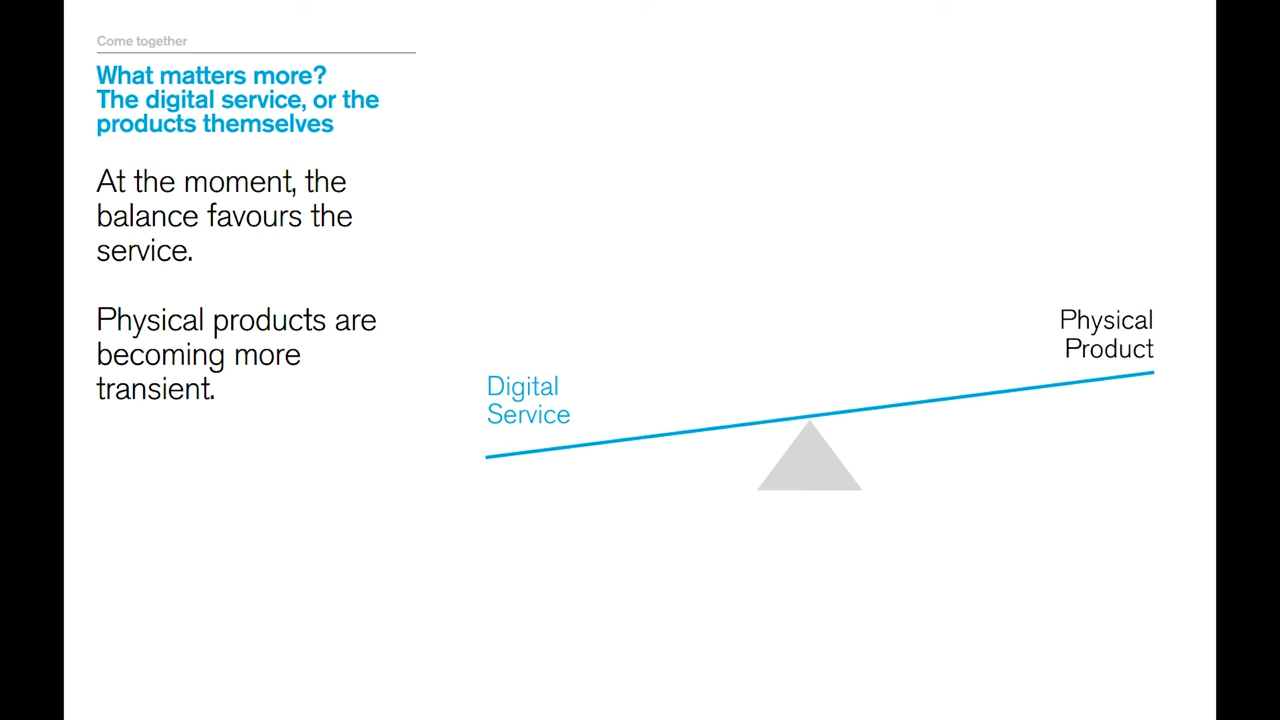 Come together
What matters more?
The digital service, or the
products themselves
At the moment, the
balance favours the
service.
Physical products are
becoming more
transient.
Digital
Service
Physical
Product